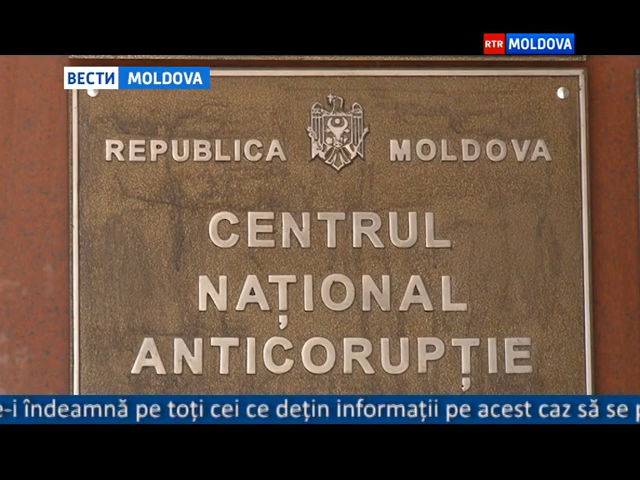 RTR MOLDOVA
ВЕСТИ MOLDOVA
REPUBLICA MOLDOVA
CENTRUL
NAȚIONAL
ANTICORUPȚIE
e-i îndeamnă pe toți cei ce dețin informații pe acest caz să se p